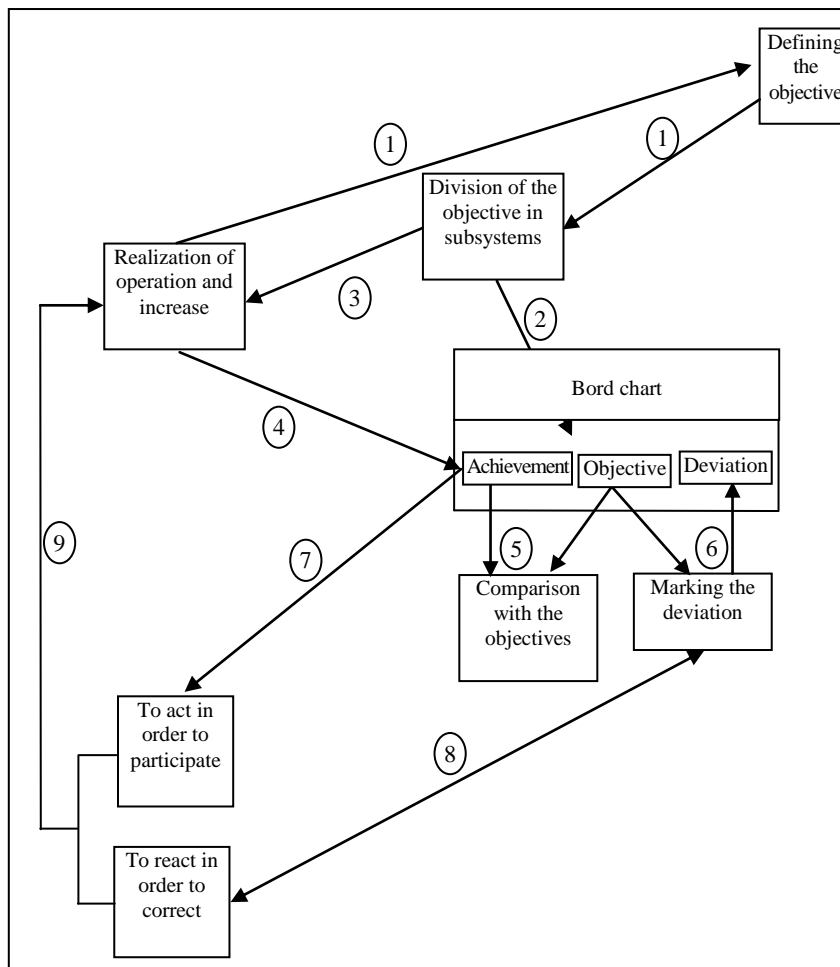 Defining
the
objective
1
1
Division of the
objective in
subsystems
Realization of
operation and
increase
3
2
Bord chart
4
Achievement
Objective
Deviation
9
7
5
6
Comparison
with the
objectives
Marking the
deviation
To act in
order to
participate
8
To react in
order to
correct